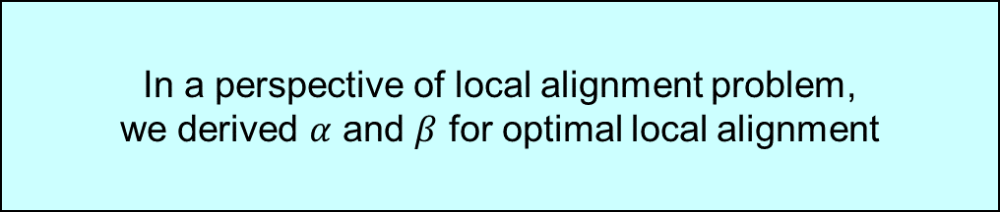 In a perspective of local alignment problem,
we derived 𝛼 and 𝛽 for optimal local alignment